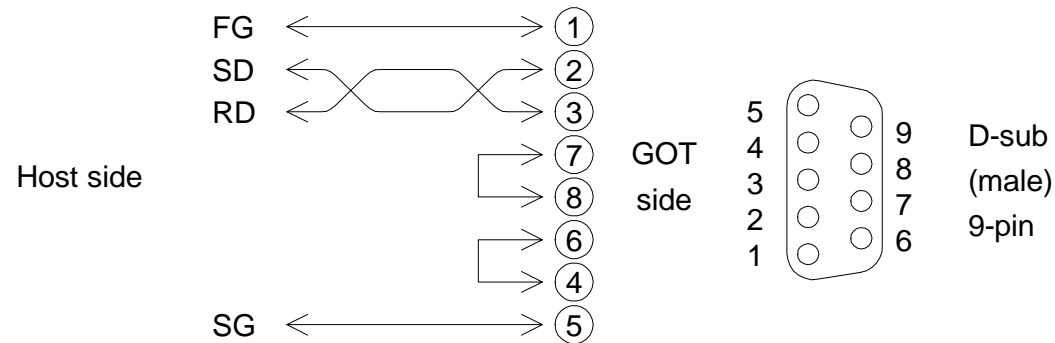 FG 1
SD 2
RD 3
7
8
6
4
SG 5
Host side
GOT
side
5
4
3
2
1
9
8
7
6
D-sub
(male)
9-pin